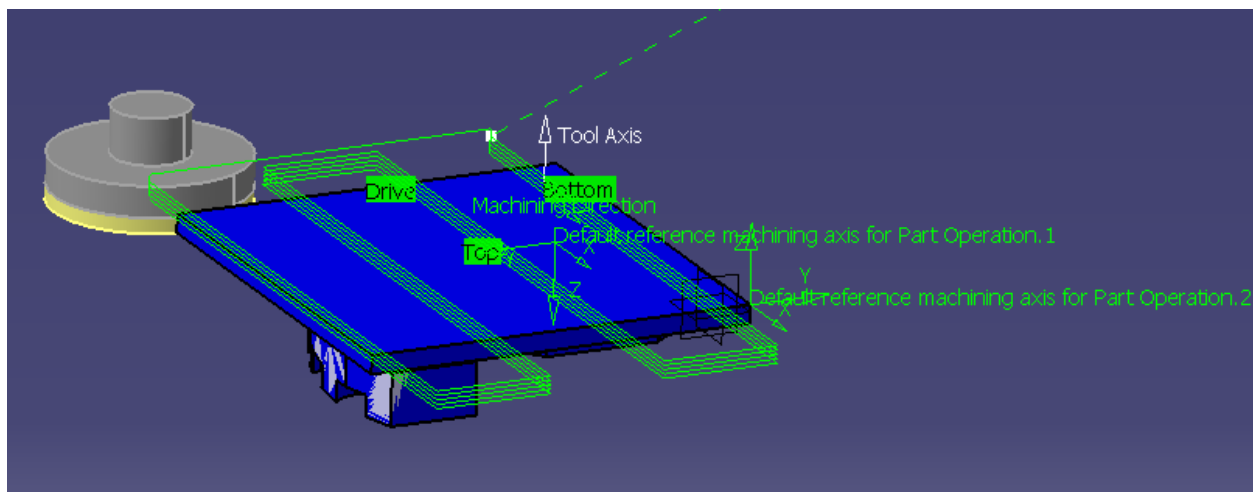 Tool Axis
Drive
Bottom
Machining Direction
Default reference machining axis for Part Operation.1
Top
X
Z
Z
Y
Default reference machining axis for Part Operation.2
X